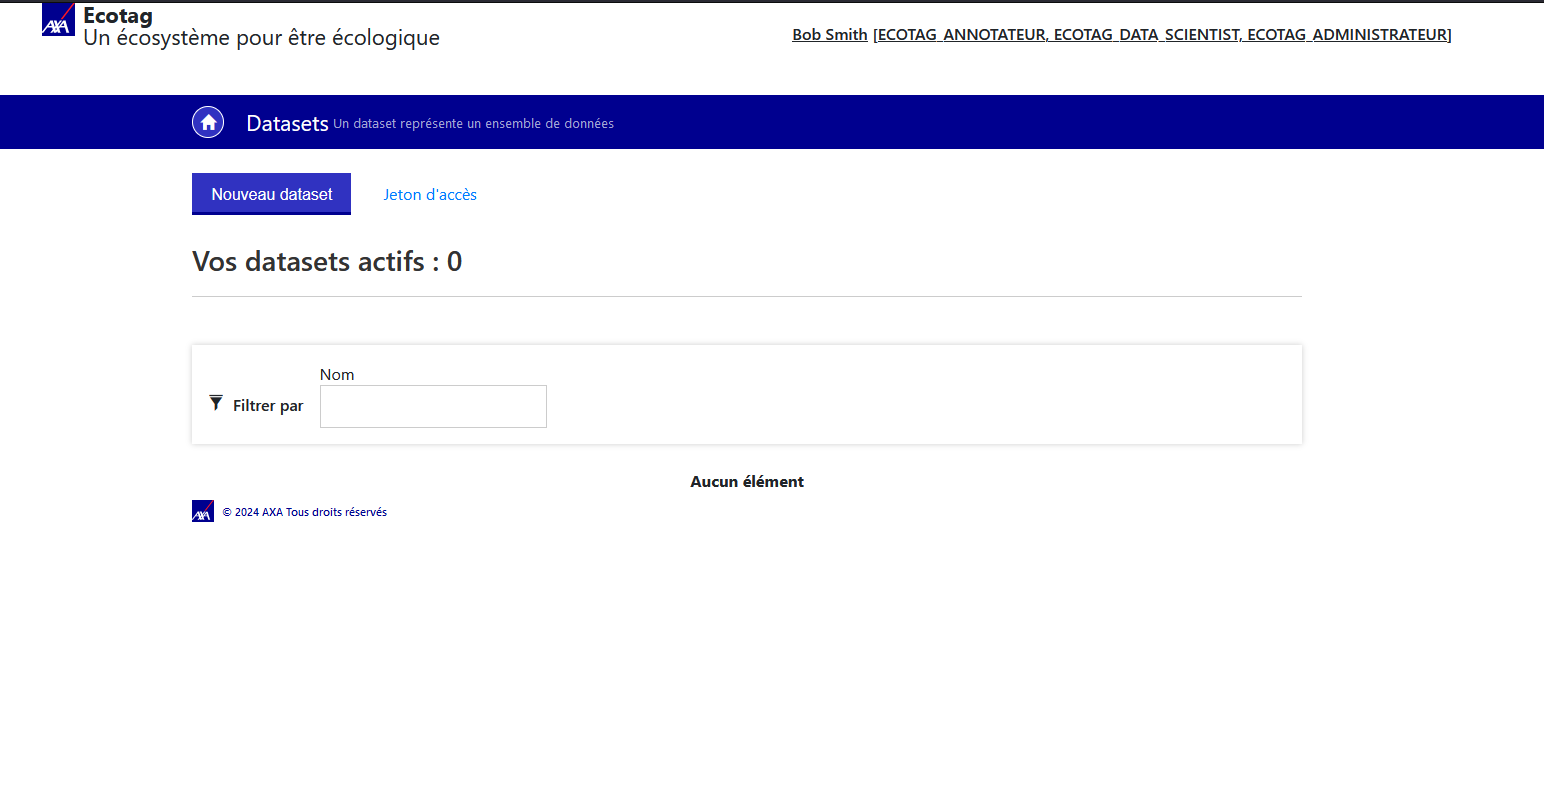 AXA
Ecotag
Un écosystème pour être écologique
Bob Smith [ECOTAG_ANNOTATEUR, ECOTAG_DATA_SCIENTIST, ECOTAG_ADMINISTRATEUR]
Datasets Un dataset représente un ensemble de données
Nouveau dataset
Jeton d'accès
Vos datasets actifs : 0
Nom
Filtrer par
Aucun élément
AXA
© 2024 AXA Tous droits réservés